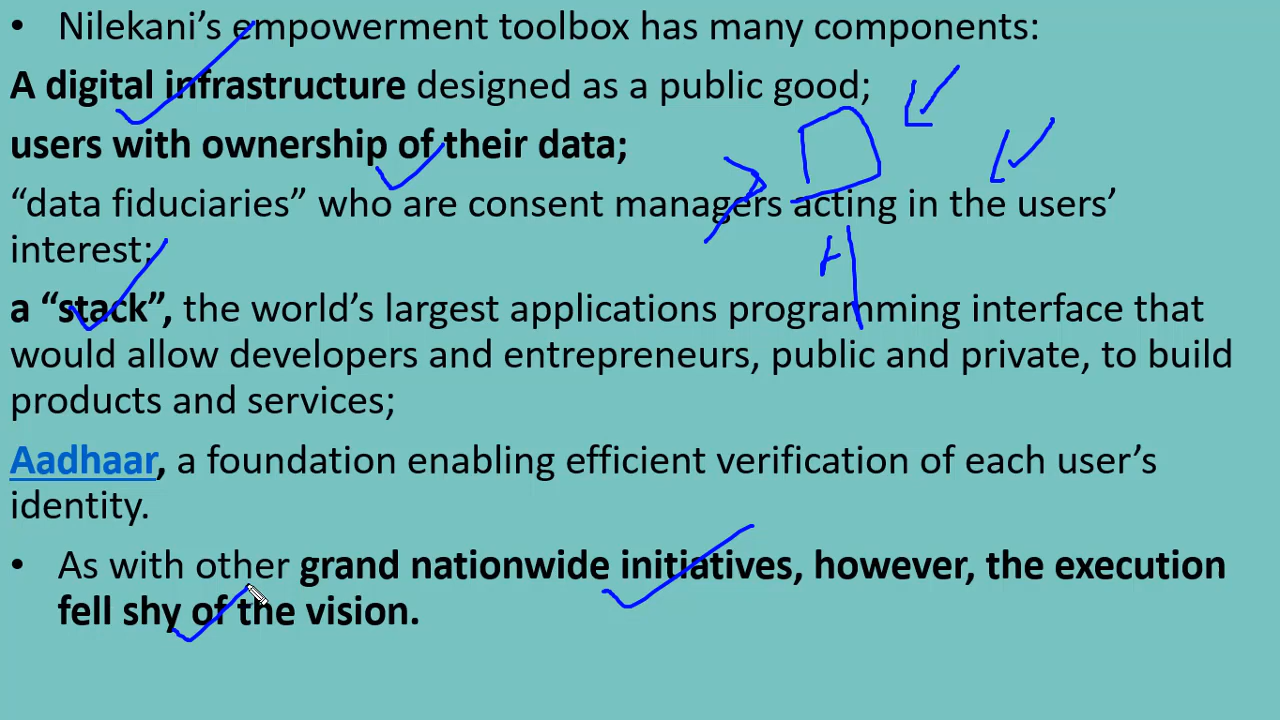 • Nilekani’s empowerment toolbox has many components:
A digital infrastructure designed as a public good;
users with ownership of their data;
“data fiduciaries” who are consent managers acting in the users’
interest;
a “stack”, the world’s largest applications programming interface that
would allow developers and entrepreneurs, public and private, to build
products and services;
Aadhaar, a foundation enabling efficient verification of each user’s
identity.
• As with other grand nationwide initiatives, however, the execution
fell shy of the vision.